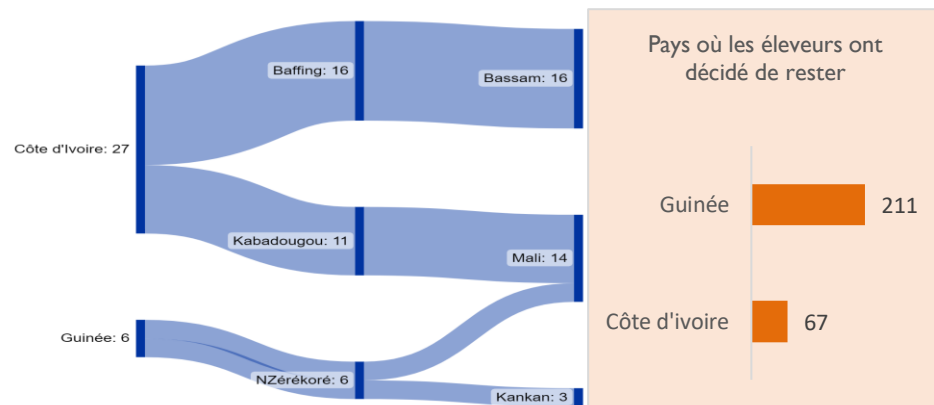 Baffing: 16
Bassam: 16
Côte d'Ivoire: 27
Kabadougou: 11
Mali: 14
Guinée: 6
NZérékoré: 6
Kankan: 3
Pays où les éleveurs ont
décidé de rester
Guinée 211
Côte d'ivoire 67